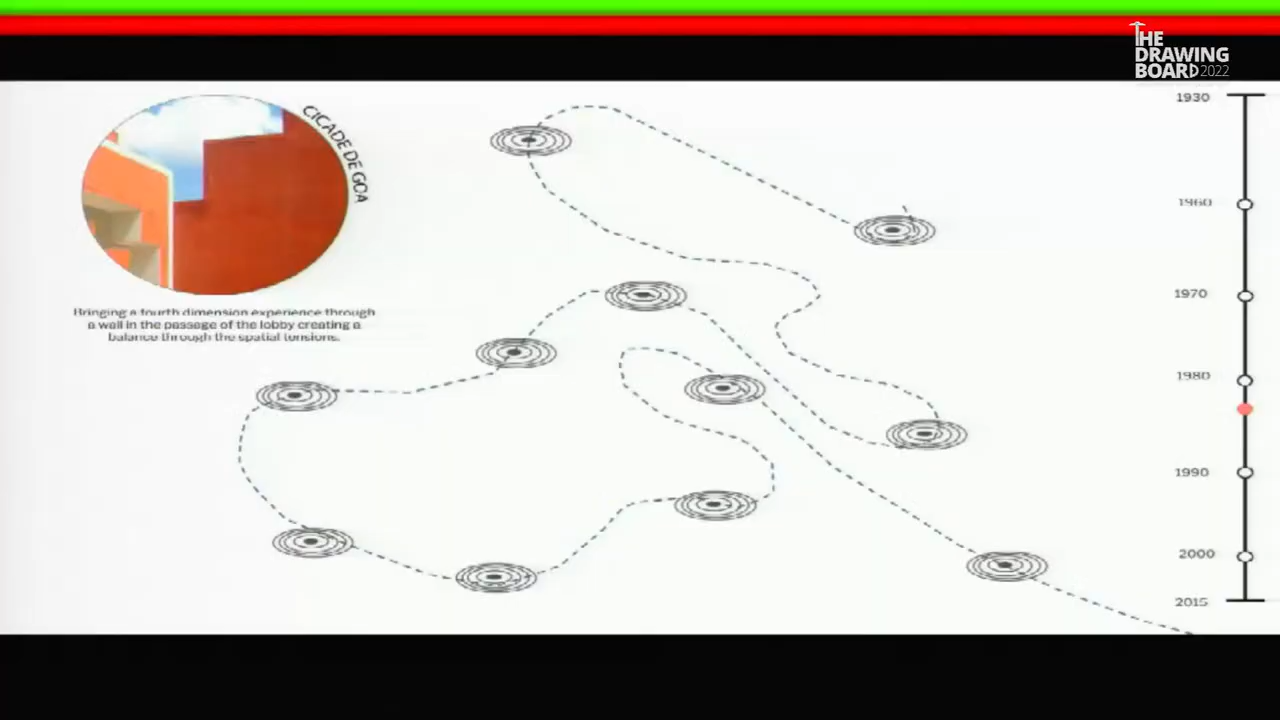 THE
DRAWING
BOARD 2022
CICADE DE GOA
Bringing a fourth dimension experience through
a wall in the passage of the lobby creating a
balance through the spatial tensions.
1930
1960
1970
1980
1990
2000
2015